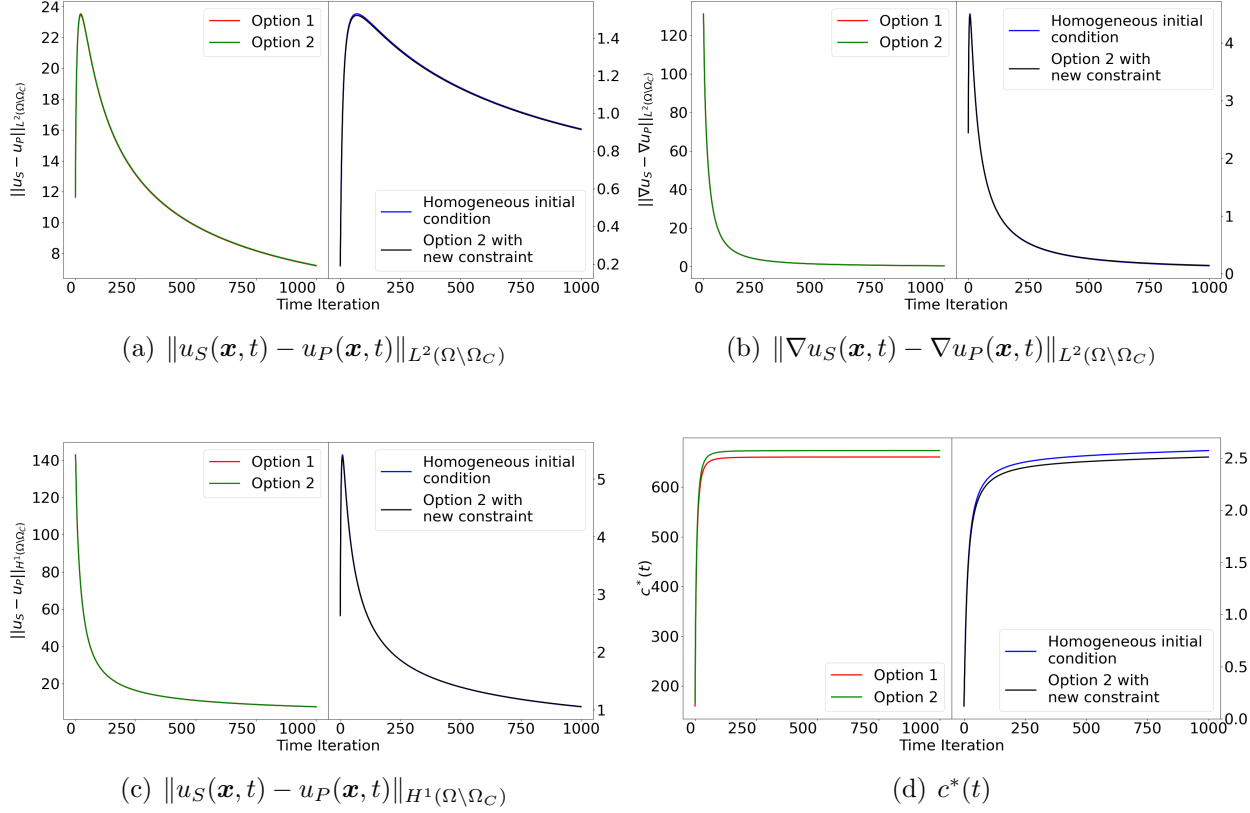 24
22
20
18
16
14
12
10
8
||u_S − u_P||_{L²(Ω\Ω_C)}
Option 1
Option 2
1.4
1.2
1.0
0.8
0.6
0.4
0.2
Homogeneous initial
condition
Option 2 with
new constraint
0 250 500 750 1000 0 250 500 750 1000
Time Iteration
(a) ‖u_S(𝒙, t) − u_P(𝒙, t)‖_{L²(Ω\Ω_C)}
120
100
80
60
40
20
0
||∇u_S − ∇u_P||_{L²(Ω\Ω_C)}
Option 1
Option 2
Homogeneous initial
condition
Option 2 with
new constraint
4
3
2
1
0
0 250 500 750 1000 0 250 500 750 1000
Time Iteration
(b) ‖∇u_S(𝒙, t) − ∇u_P(𝒙, t)‖_{L²(Ω\Ω_C)}
140
120
100
80
60
40
20
||u_S − u_P||_{H¹(Ω\Ω_C)}
Option 1
Option 2
Homogeneous initial
condition
Option 2 with
new constraint
5
4
3
2
1
0 250 500 750 1000 0 250 500 750 1000
Time Iteration
(c) ‖u_S(𝒙, t) − u_P(𝒙, t)‖_{H¹(Ω\Ω_C)}
600
500
400
300
200
c*(t)
Option 1
Option 2
2.5
2.0
1.5
1.0
0.5
0.0
Homogeneous initial
condition
Option 2 with
new constraint
0 250 500 750 1000 0 250 500 750 1000
Time Iteration
(d) c*(t)